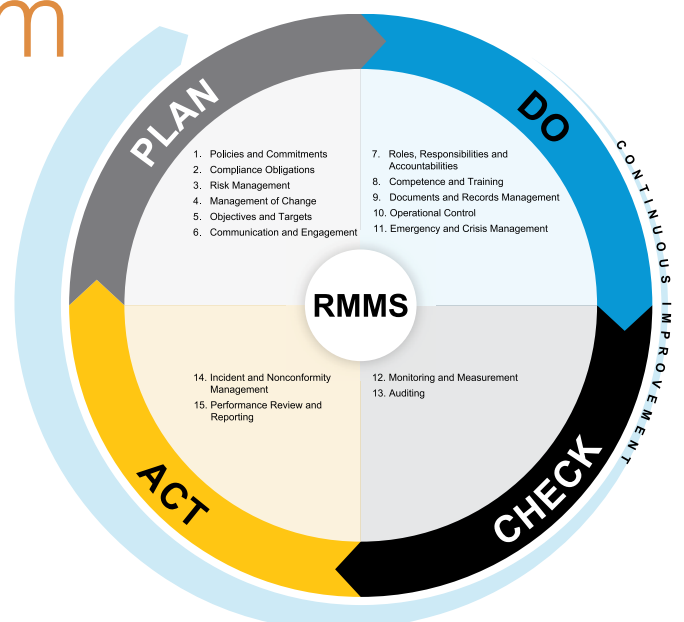 m
PLAN
DO
CONTINUOUS IMPROVEMENT
1. Policies and Commitments
2. Compliance Obligations
3. Risk Management
4. Management of Change
5. Objectives and Targets
6. Communication and Engagement
7. Roles, Responsibilities and
Accountabilities
8. Competence and Training
9. Documents and Records Management
10. Operational Control
11. Emergency and Crisis Management
RMMS
14. Incident and Nonconformity
Management
15. Performance Review and
Reporting
12. Monitoring and Measurement
13. Auditing
ACT
CHECK